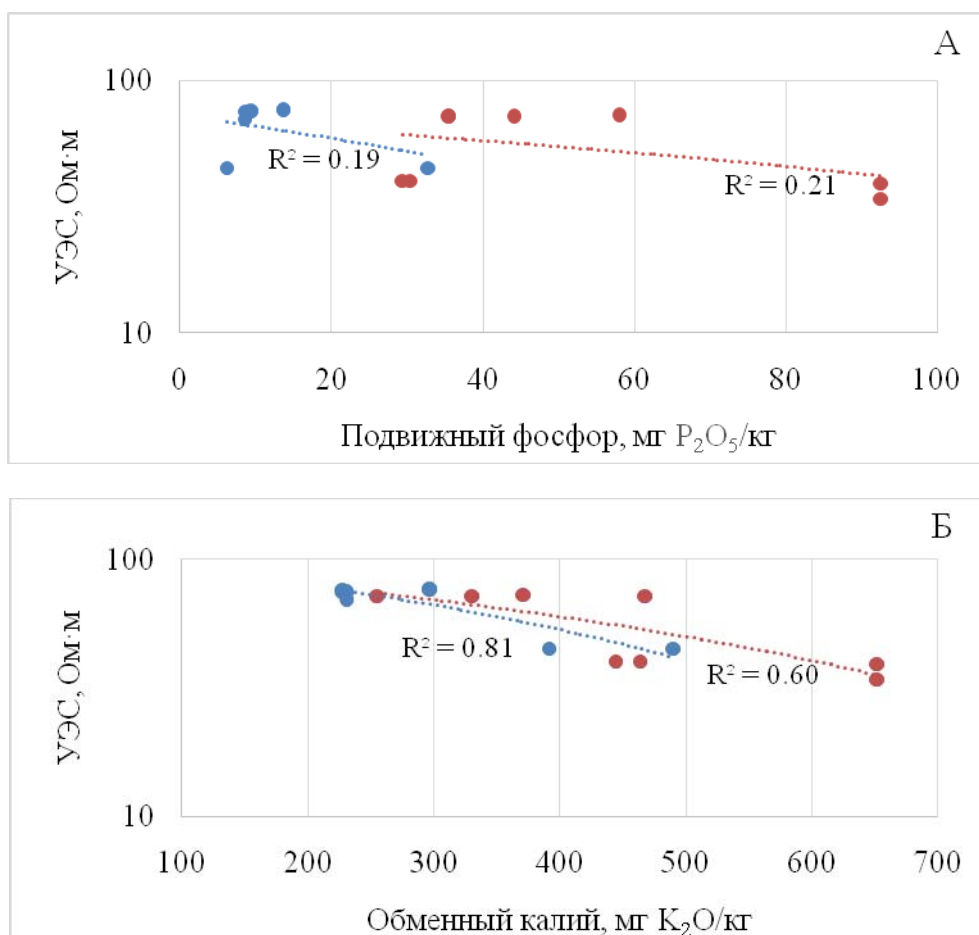 А
100
УЭС, Ом·м
R² = 0.19
R² = 0.21
10
0 20 40 60 80 100
Подвижный фосфор, мг P₂O₅/кг
Б
100
УЭС, Ом·м
R² = 0.81
R² = 0.60
10
100 200 300 400 500 600 700
Обменный калий, мг K₂O/кг